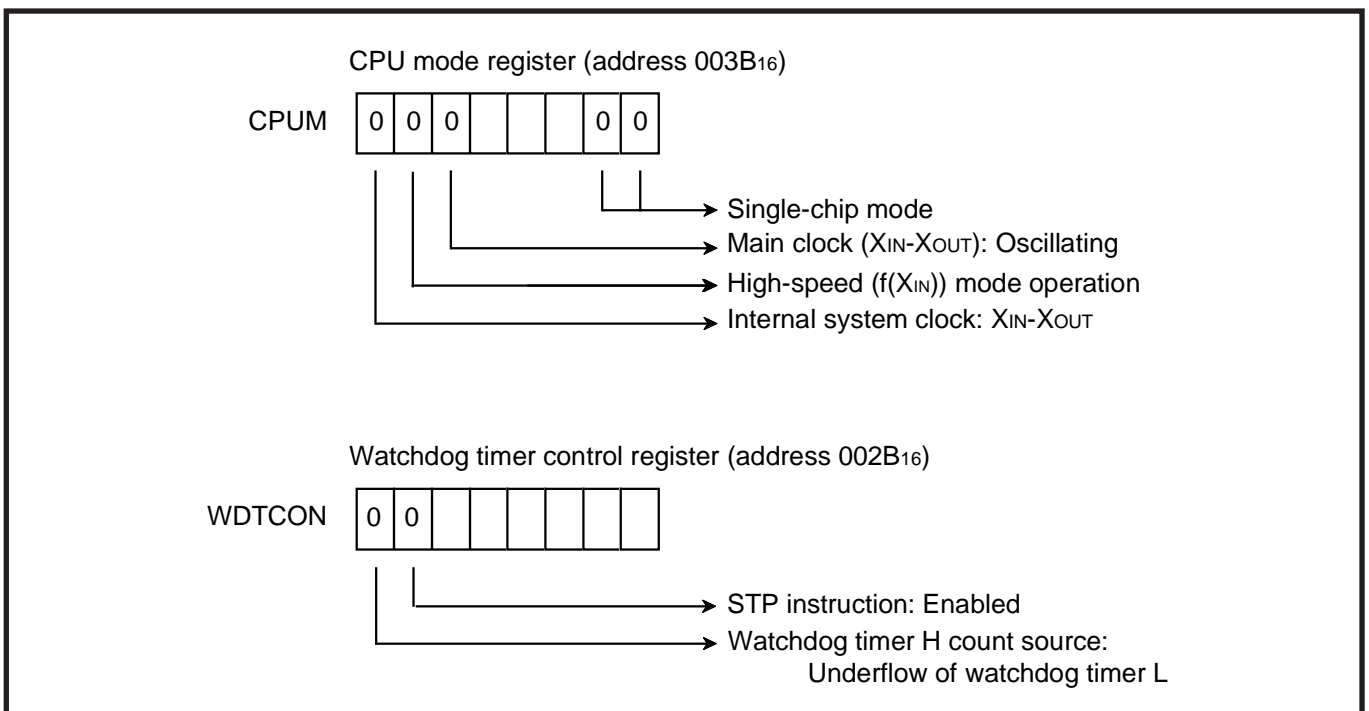 CPU mode register (address 003B16)
CPUM 0 0 0 0 0
Single-chip mode
Main clock (XIN-XOUT): Oscillating
High-speed (f(XIN)) mode operation
Internal system clock: XIN-XOUT
Watchdog timer control register (address 002B16)
WDTCON 0 0
STP instruction: Enabled
Watchdog timer H count source:
Underflow of watchdog timer L